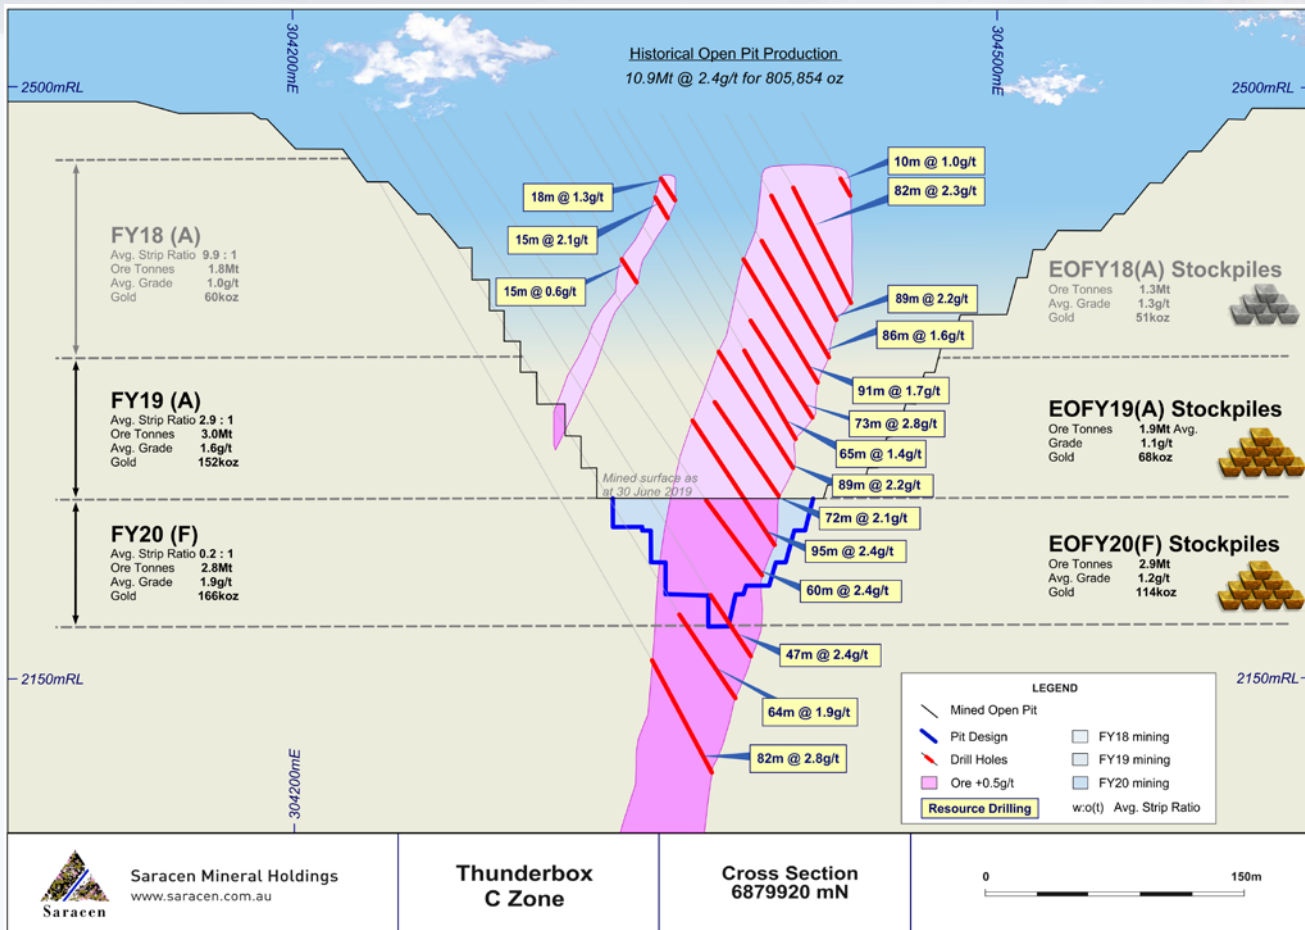 304200mE
304500mE
Historical Open Pit Production
10.9Mt @ 2.4g/t for 805,854 oz
2500mRL
2500mRL
10m @ 1.0g/t
18m @ 1.3g/t
82m @ 2.3g/t
15m @ 2.1g/t
15m @ 0.6g/t
89m @ 2.2g/t
86m @ 1.6g/t
91m @ 1.7g/t
73m @ 2.8g/t
65m @ 1.4g/t
89m @ 2.2g/t
72m @ 2.1g/t
95m @ 2.4g/t
60m @ 2.4g/t
47m @ 2.4g/t
64m @ 1.9g/t
82m @ 2.8g/t
FY18 (A)
Avg. Strip Ratio 9.9 : 1
Ore Tonnes 1.8Mt
Avg. Grade 1.0g/t
Gold 60koz
EOFY18(A) Stockpiles
Ore Tonnes 1.3Mt
Avg. Grade 1.3g/t
Gold 51koz
FY19 (A)
Avg. Strip Ratio 2.9 : 1
Ore Tonnes 3.0Mt
Avg. Grade 1.6g/t
Gold 152koz
EOFY19(A) Stockpiles
Ore Tonnes 1.9Mt Avg.
Grade 1.1g/t
Gold 68koz
Mined surface as
at 30 June 2019
FY20 (F)
Avg. Strip Ratio 0.2 : 1
Ore Tonnes 2.8Mt
Avg. Grade 1.9g/t
Gold 166koz
EOFY20(F) Stockpiles
Ore Tonnes 2.9Mt
Avg. Grade 1.2g/t
Gold 114koz
2150mRL
2150mRL
304200mE
LEGEND
Mined Open Pit
Pit Design
FY18 mining
Drill Holes
FY19 mining
Ore +0.5g/t
FY20 mining
Resource Drilling
w:o(t) Avg. Strip Ratio
Saracen
Saracen Mineral Holdings
www.saracen.com.au
Thunderbox
C Zone
Cross Section
6879920 mN
0 150m